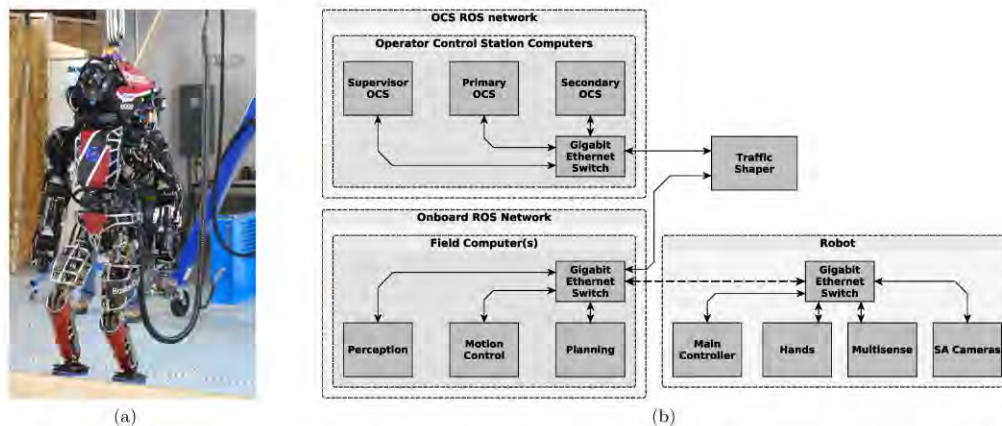 OCS ROS network
Operator Control Station Computers
Supervisor
OCS
Primary
OCS
Secondary
OCS
Gigabit
Ethernet
Switch
Traffic
Shaper
Onboard ROS Network
Field Computer(s)
Gigabit
Ethernet
Switch
Perception
Motion
Control
Planning
Robot
Gigabit
Ethernet
Switch
Main
Controller
Hands
Multisense
SA Cameras
(a)
(b)